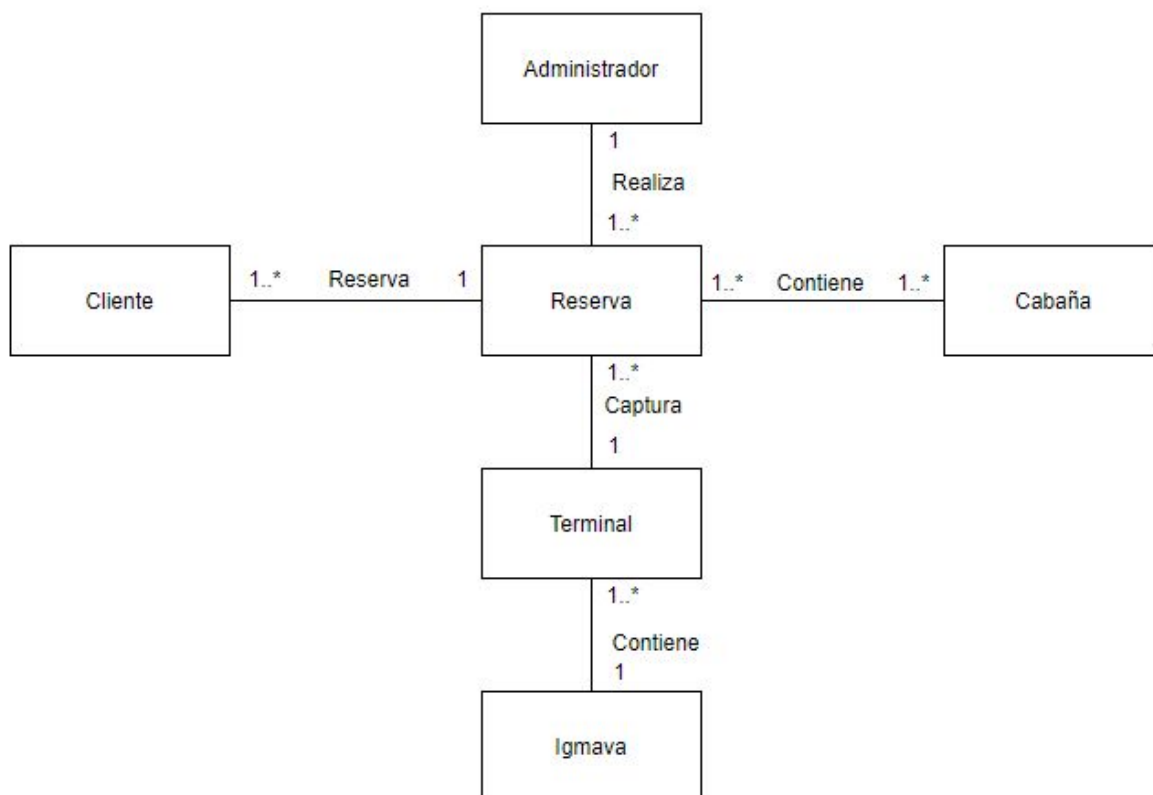 Administrador
1
Realiza
1..*
Cliente
1..* Reserva 1
Reserva
1..* Contiene 1..*
Cabaña
1..*
Captura
1
Terminal
1..*
Contiene
1
Igmava